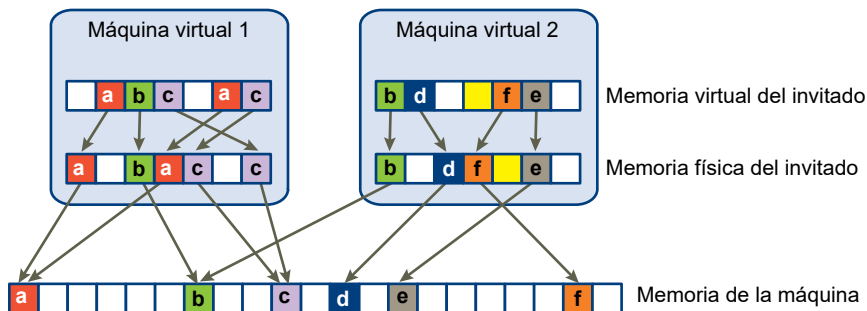 Máquina virtual 1
Máquina virtual 2
a b c a c
b d f e
Memoria virtual del invitado
a b a c c
b d f e
Memoria física del invitado
a b c d e f
Memoria de la máquina